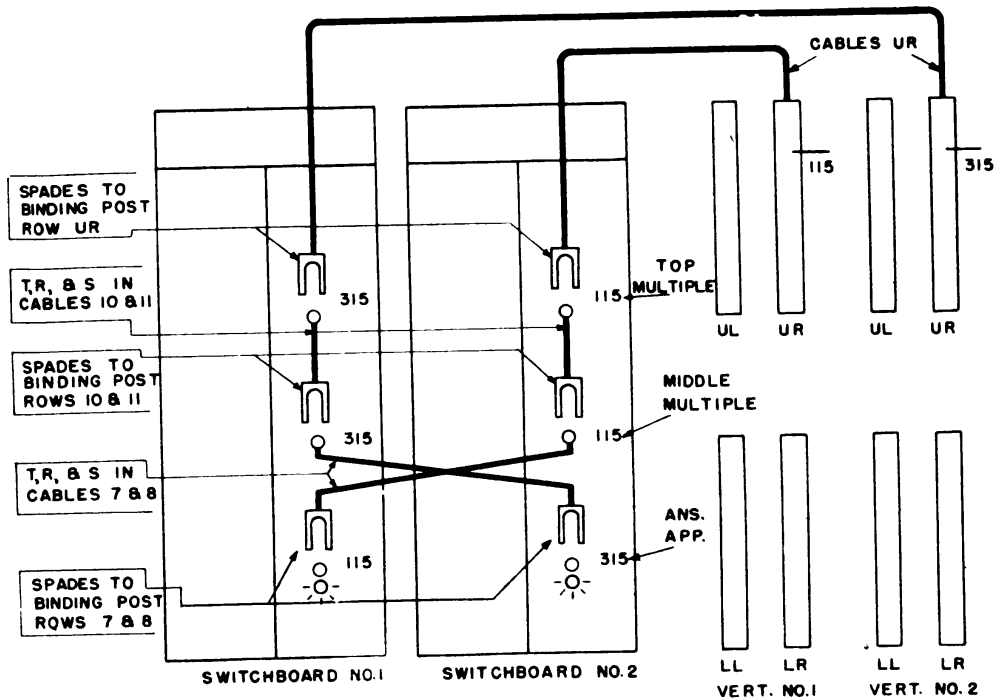 CABLES UR
115
315
SPADES TO
BINDING POST
ROW UR
T,R, & S IN
CABLES 10 & 11
315
TOP
MULTIPLE
115
UL
UR
UL
UR
SPADES TO
BINDING POST
ROWS 10 & 11
MIDDLE
MULTIPLE
315
115
T,R, & S IN
CABLES 7 & 8
ANS.
APP.
115
315
SPADES TO
BINDING POST
ROWS 7 & 8
SWITCHBOARD NO.1
SWITCHBOARD NO.2
LL
LR
LL
LR
VERT. NO.1
VERT. NO.2